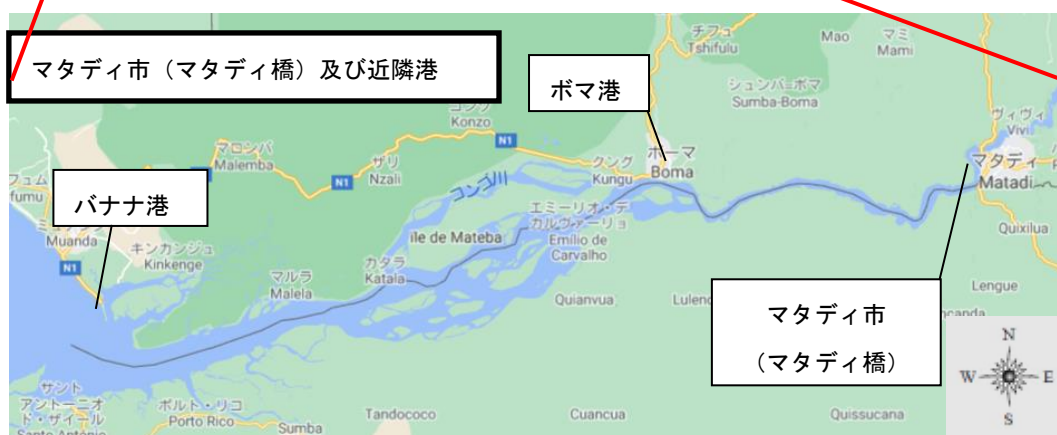 マタディ市（マタディ橋）及び近隣港
チフュ
Tshifulu
Mao
マミ
Mami
ボマ港
シュンバ=ボマ
Sumba-Boma
コンゴ
Konzo
N1
ヴィヴィ
Vivi
マロンバ
Malemba
ザリ
Nzali
N1
クング
Kungu
ボーマ
Boma
マタディ
Matadi
フュム
fumu
バナナ港
コンゴ川
エミーリオ・デ
カルヴァーリョ
Emilio de
Carvalho
Quixilua
Muanda
N1
キンカンジュ
Kinkenge
île de Mateba
カタラ
Katala
マルラ
Malela
Quianvua
Lulen
Lengue
マタディ市
（マタディ橋）
ncanda
N
W
E
S
サント
アントーニオ
ド・ザイール
Santo António
ポルト・リコ
Porto Rico
Sumba
Tandococo
Cuancua
Quissucana